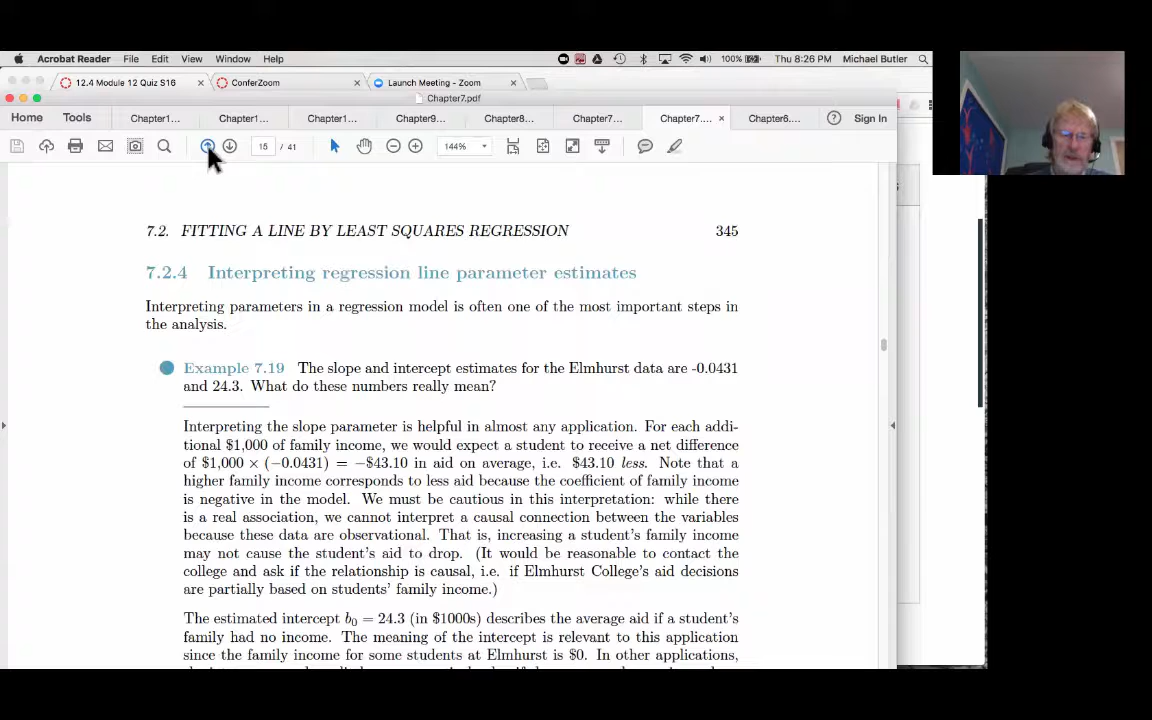 Acrobat Reader File Edit View Window Help 100% Thu 8:26 PM Michael Butler
12.4 Module 12 Quiz S16 × ConferZoom × Launch Meeting - Zoom ×
Chapter7.pdf
Home Tools Chapter1... Chapter1... Chapter1... Chapter9... Chapter8... Chapter7... Chapter7.... × Chapter6.... ? Sign In
15 / 41 144%
7.2. FITTING A LINE BY LEAST SQUARES REGRESSION 345
7.2.4 Interpreting regression line parameter estimates
Interpreting parameters in a regression model is often one of the most important steps in
the analysis.
Example 7.19 The slope and intercept estimates for the Elmhurst data are -0.0431
and 24.3. What do these numbers really mean?
Interpreting the slope parameter is helpful in almost any application. For each addi-
tional $1,000 of family income, we would expect a student to receive a net difference
of $1,000 × (−0.0431) = −$43.10 in aid on average, i.e. $43.10 less. Note that a
higher family income corresponds to less aid because the coefficient of family income
is negative in the model. We must be cautious in this interpretation: while there
is a real association, we cannot interpret a causal connection between the variables
because these data are observational. That is, increasing a student's family income
may not cause the student's aid to drop. (It would be reasonable to contact the
college and ask if the relationship is causal, i.e. if Elmhurst College's aid decisions
are partially based on students' family income.)
The estimated intercept b₀ = 24.3 (in $1000s) describes the average aid if a student's
family had no income. The meaning of the intercept is relevant to this application
since the family income for some students at Elmhurst is $0. In other applications,